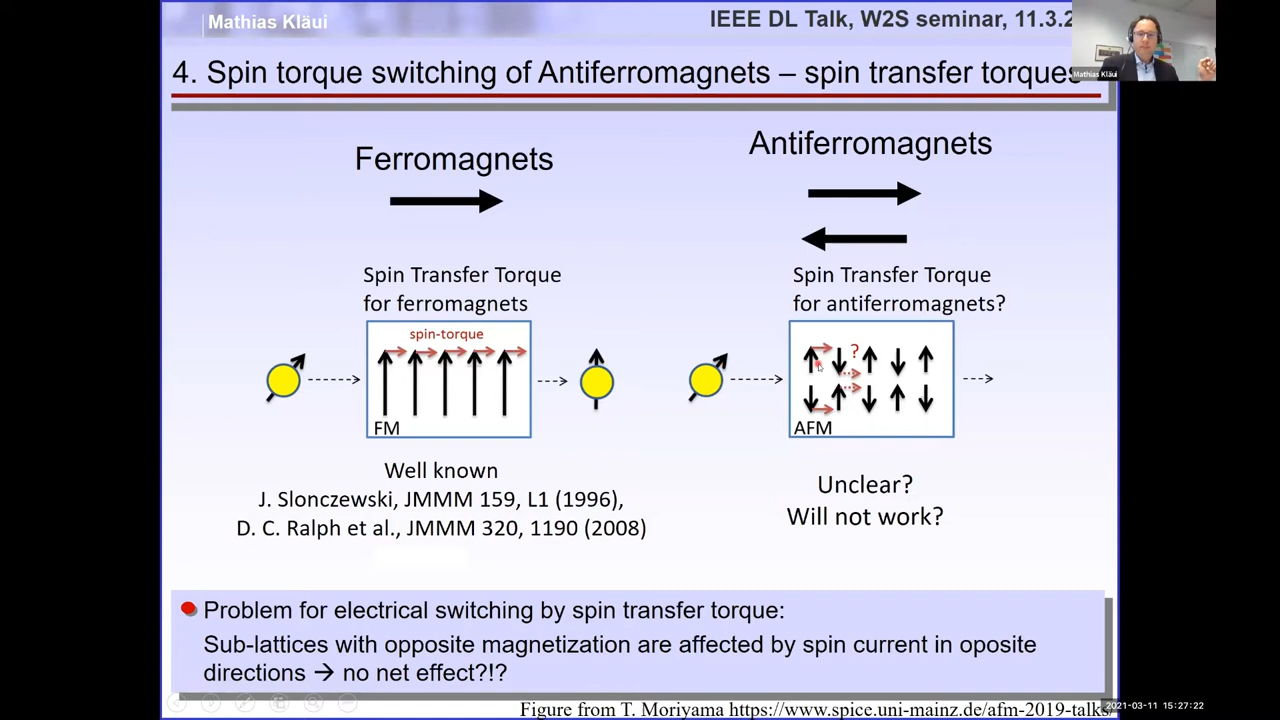 Mathias Kläui
IEEE DL Talk, W2S seminar, 11.3.2
Mathias Kläui
4. Spin torque switching of Antiferromagnets – spin transfer torques
Ferromagnets
Antiferromagnets
Spin Transfer Torque
for ferromagnets
Spin Transfer Torque
for antiferromagnets?
spin-torque
?
FM
AFM
Well known
J. Slonczewski, JMMM 159, L1 (1996),
D. C. Ralph et al., JMMM 320, 1190 (2008)
Unclear?
Will not work?
Problem for electrical switching by spin transfer torque:
Sub-lattices with opposite magnetization are affected by spin current in oposite
directions → no net effect?!?
Figure from T. Moriyama https://www.spice.uni-mainz.de/afm-2019-talks/
2021-03-11 15:27:22